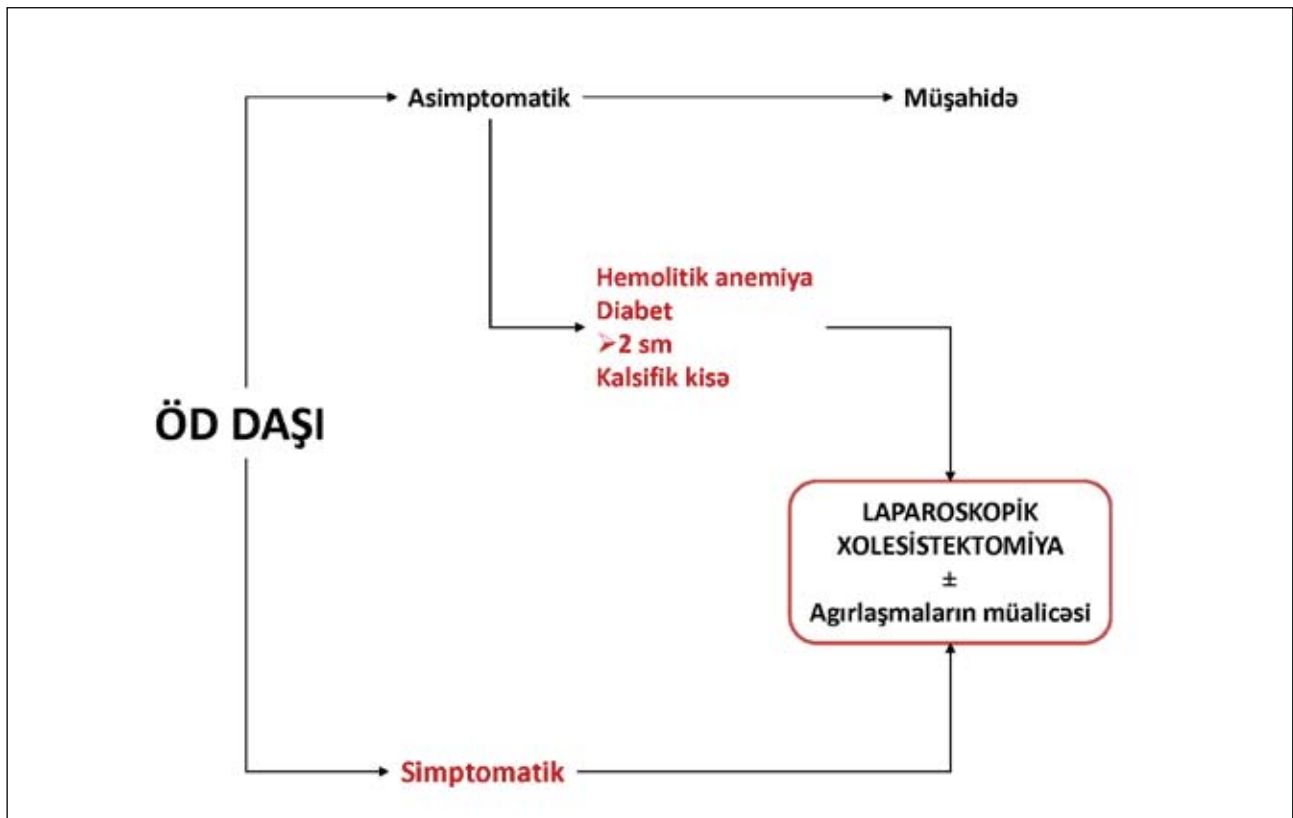 Asimptomatik
Müşahidə
Hemolitik anemiya
Diabet
➢2 sm
Kalsifik kisə
ÖD DAŞI
LAPAROSKOPİK
XOLESİSTEKTOMİYA
±
Agırlaşmaların müalicəsi
Simptomatik